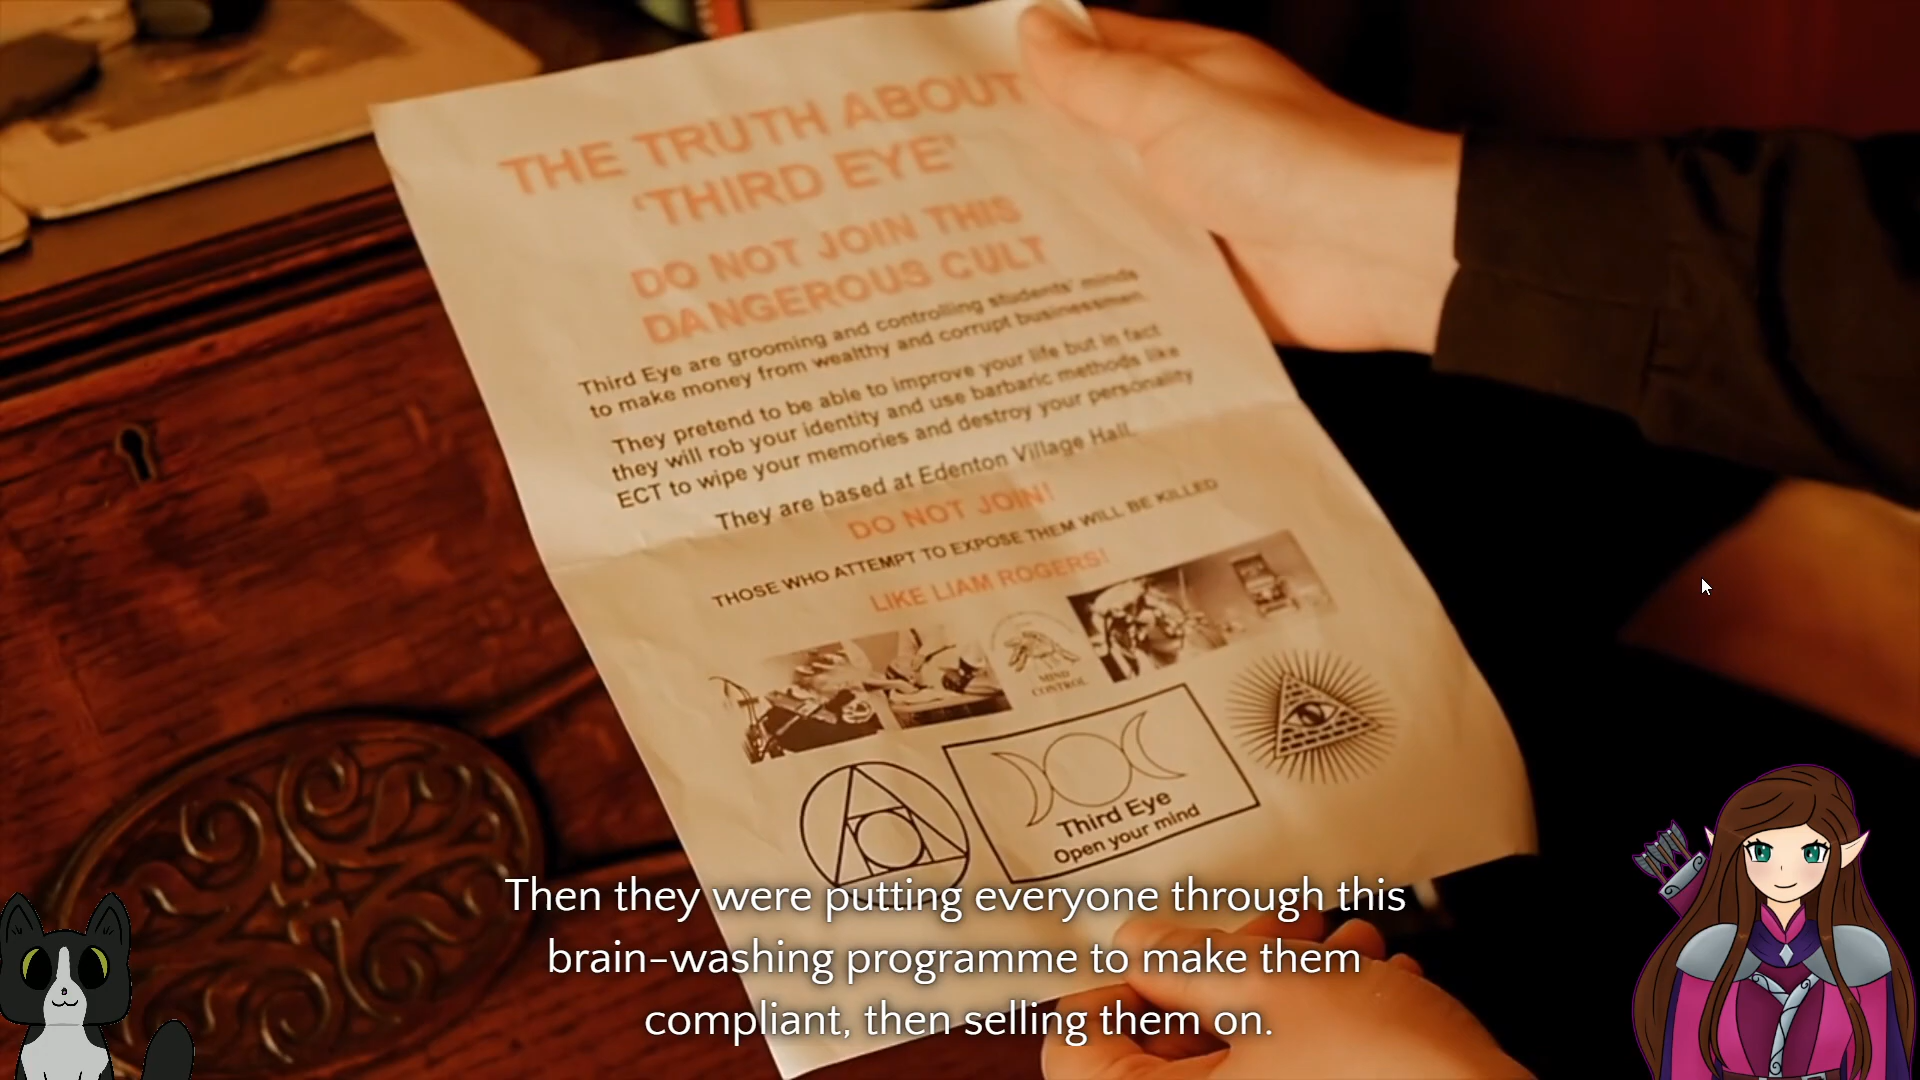 THE TRUTH ABOUT
‘THIRD EYE’
DO NOT JOIN THIS
DANGEROUS CULT
Third Eye are grooming and controlling students’ minds
to make money from wealthy and corrupt businessmen.
They pretend to be able to improve your life but in fact
they will rob your identity and use barbaric methods like
ECT to wipe your memories and destroy your personality
They are based at Edenton Village Hall.
DO NOT JOIN!
THOSE WHO ATTEMPT TO EXPOSE THEM WILL BE KILLED
LIKE LIAM ROGERS!
MIND
CONTROL
Third Eye
Open your mind
Then they were putting everyone through this
brain-washing programme to make them
compliant, then selling them on.